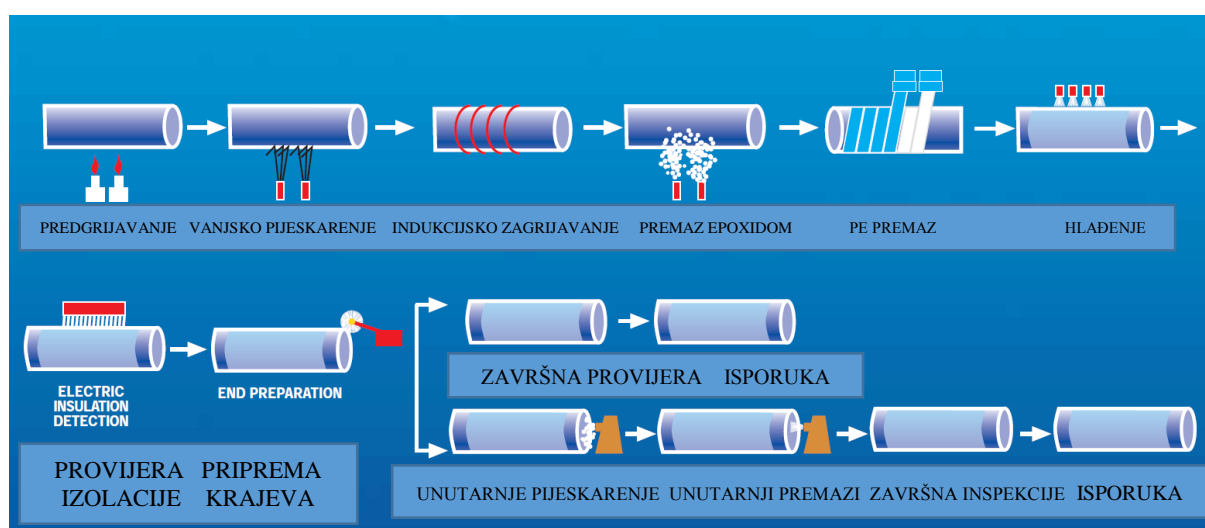 PREDGRIJAVANJE VANJSKO PIJESKARENJE INDUKCIJSKO ZAGRIJAVANJE PREMAZ EPOXIDOM PE PREMAZ HLAĐENJE
ELECTRIC
INSULATION
DETECTION
END PREPARATION
PROVIJERA PRIPREMA
IZOLACIJE KRAJEVA
ZAVRŠNA PROVIJERA ISPORUKA
UNUTARNJE PIJESKARENJE UNUTARNJI PREMAZI ZAVRŠNA INSPEKCIJE ISPORUKA